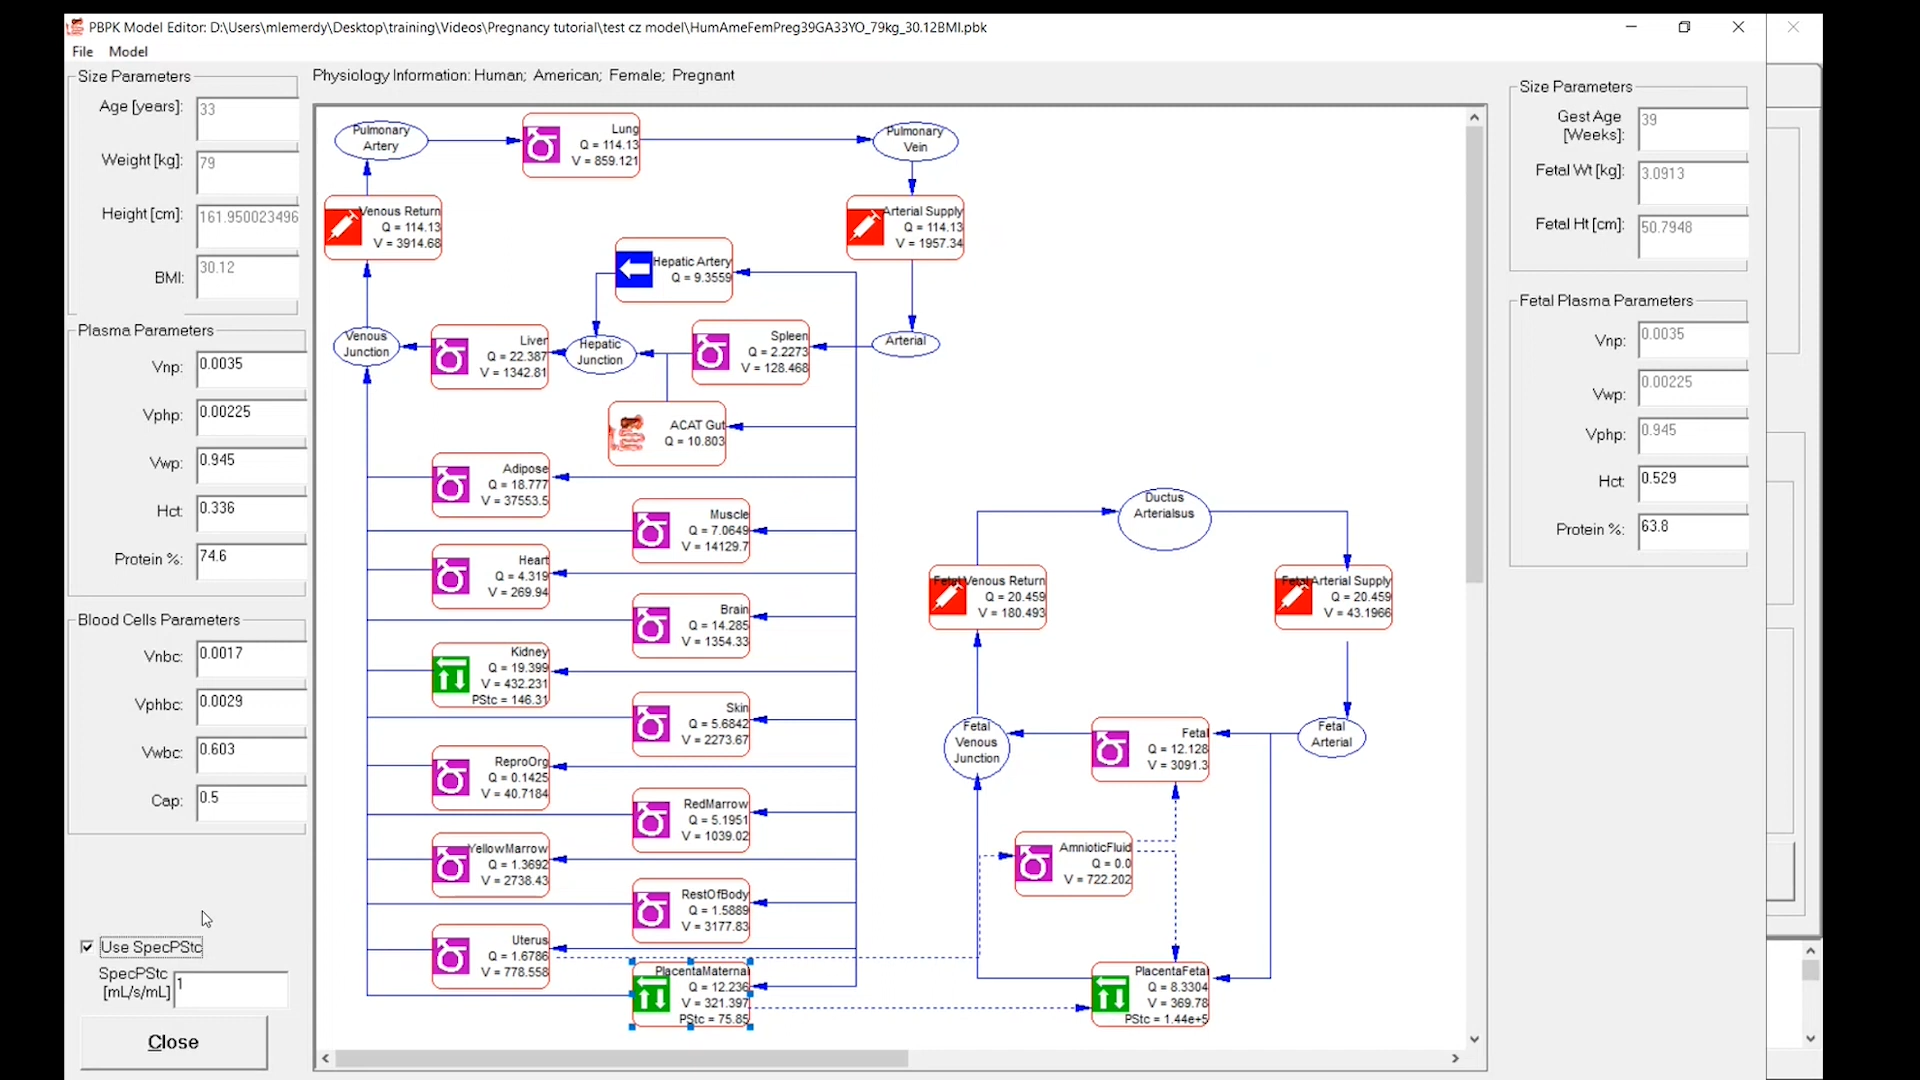 PBPK Model Editor: D:\Users\mlemerdy\Desktop\training\Videos\Pregnancy tutorial\test cz model\HumAmeFemPreg39GA33YO_79kg_30.12BMI.pbk
File Model
Size Parameters
Age [years]: 33
Weight [kg]: 79
Height [cm]: 161.950023496
BMI: 30.12
Plasma Parameters
Vnp: 0.0035
Vphp: 0.00225
Vwp: 0.945
Hct: 0.336
Protein %: 74.6
Blood Cells Parameters
Vnbc: 0.0017
Vphbc: 0.0029
Vwbc: 0.603
Cap: 0.5
Use SpecPStc
SpecPStc
[mL/s/mL] 1
Close
Physiology Information: Human; American; Female; Pregnant
Pulmonary
Artery
Lung
Q = 114.13
V = 859.121
Pulmonary
Vein
Venous Return
Q = 114.13
V = 3914.68
Arterial Supply
Q = 114.13
V = 1957.34
Hepatic Artery
Q = 9.3559
Venous
Junction
Liver
Q = 22.387
V = 1342.81
Hepatic
Junction
Spleen
Q = 2.2273
V = 128.468
Arterial
ACAT Gut
Q = 10.803
Adipose
Q = 18.777
V = 37553.5
Muscle
Q = 7.0649
V = 14129.7
Heart
Q = 4.319
V = 269.94
Brain
Q = 14.285
V = 1354.33
Kidney
Q = 19.399
V = 432.231
PStc = 146.31
Skin
Q = 5.6842
V = 2273.67
ReproOrg
Q = 0.1425
V = 40.7184
RedMarrow
Q = 5.1951
V = 1039.02
YellowMarrow
Q = 1.3692
V = 2738.43
RestOfBody
Q = 1.5889
V = 3177.83
Uterus
Q = 1.6786
V = 778.558
PlacentaMaternal
Q = 12.236
V = 321.397
PStc = 75.85
Ductus
Arterialsus
Fetal Venous Return
Q = 20.459
V = 180.493
Fetal Arterial Supply
Q = 20.459
V = 43.1966
Fetal
Venous
Junction
Fetal
Q = 12.128
V = 3091.3
Fetal
Arterial
AmnioticFluid
Q = 0.0
V = 722.202
PlacentaFetal
Q = 8.3304
V = 369.78
PStc = 1.44e+5
Size Parameters
Gest Age
[Weeks]: 39
Fetal Wt [kg]: 3.0913
Fetal Ht [cm]: 50.7948
Fetal Plasma Parameters
Vnp: 0.0035
Vwp: 0.00225
Vphp: 0.945
Hct: 0.529
Protein %: 63.8